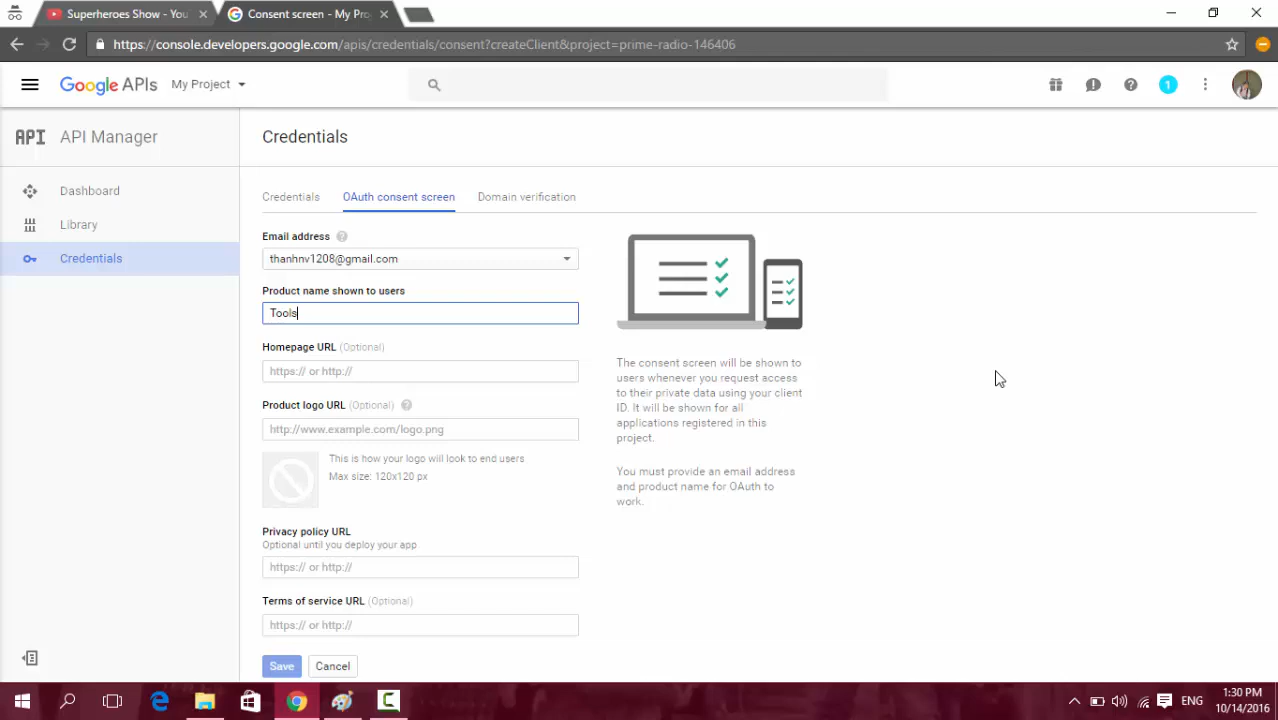 Superheroes Show - You
Consent screen - My Pro
https://console.developers.google.com/apis/credentials/consent?createClient&project=prime-radio-146406
Google APIs
My Project
1
API
API Manager
Dashboard
Library
Credentials
Credentials
Credentials
OAuth consent screen
Domain verification
Email address
thanhnv1208@gmail.com
Product name shown to users
Tools
Homepage URL (Optional)
https:// or http://
Product logo URL (Optional)
http://www.example.com/logo.png
This is how your logo will look to end users
Max size: 120x120 px
Privacy policy URL
Optional until you deploy your app
https:// or http://
Terms of service URL (Optional)
https:// or http://
Save
Cancel
The consent screen will be shown to
users whenever you request access
to their private data using your client
ID. It will be shown for all
applications registered in this
project.
You must provide an email address
and product name for OAuth to
work.
ENG
1:30 PM
10/14/2016